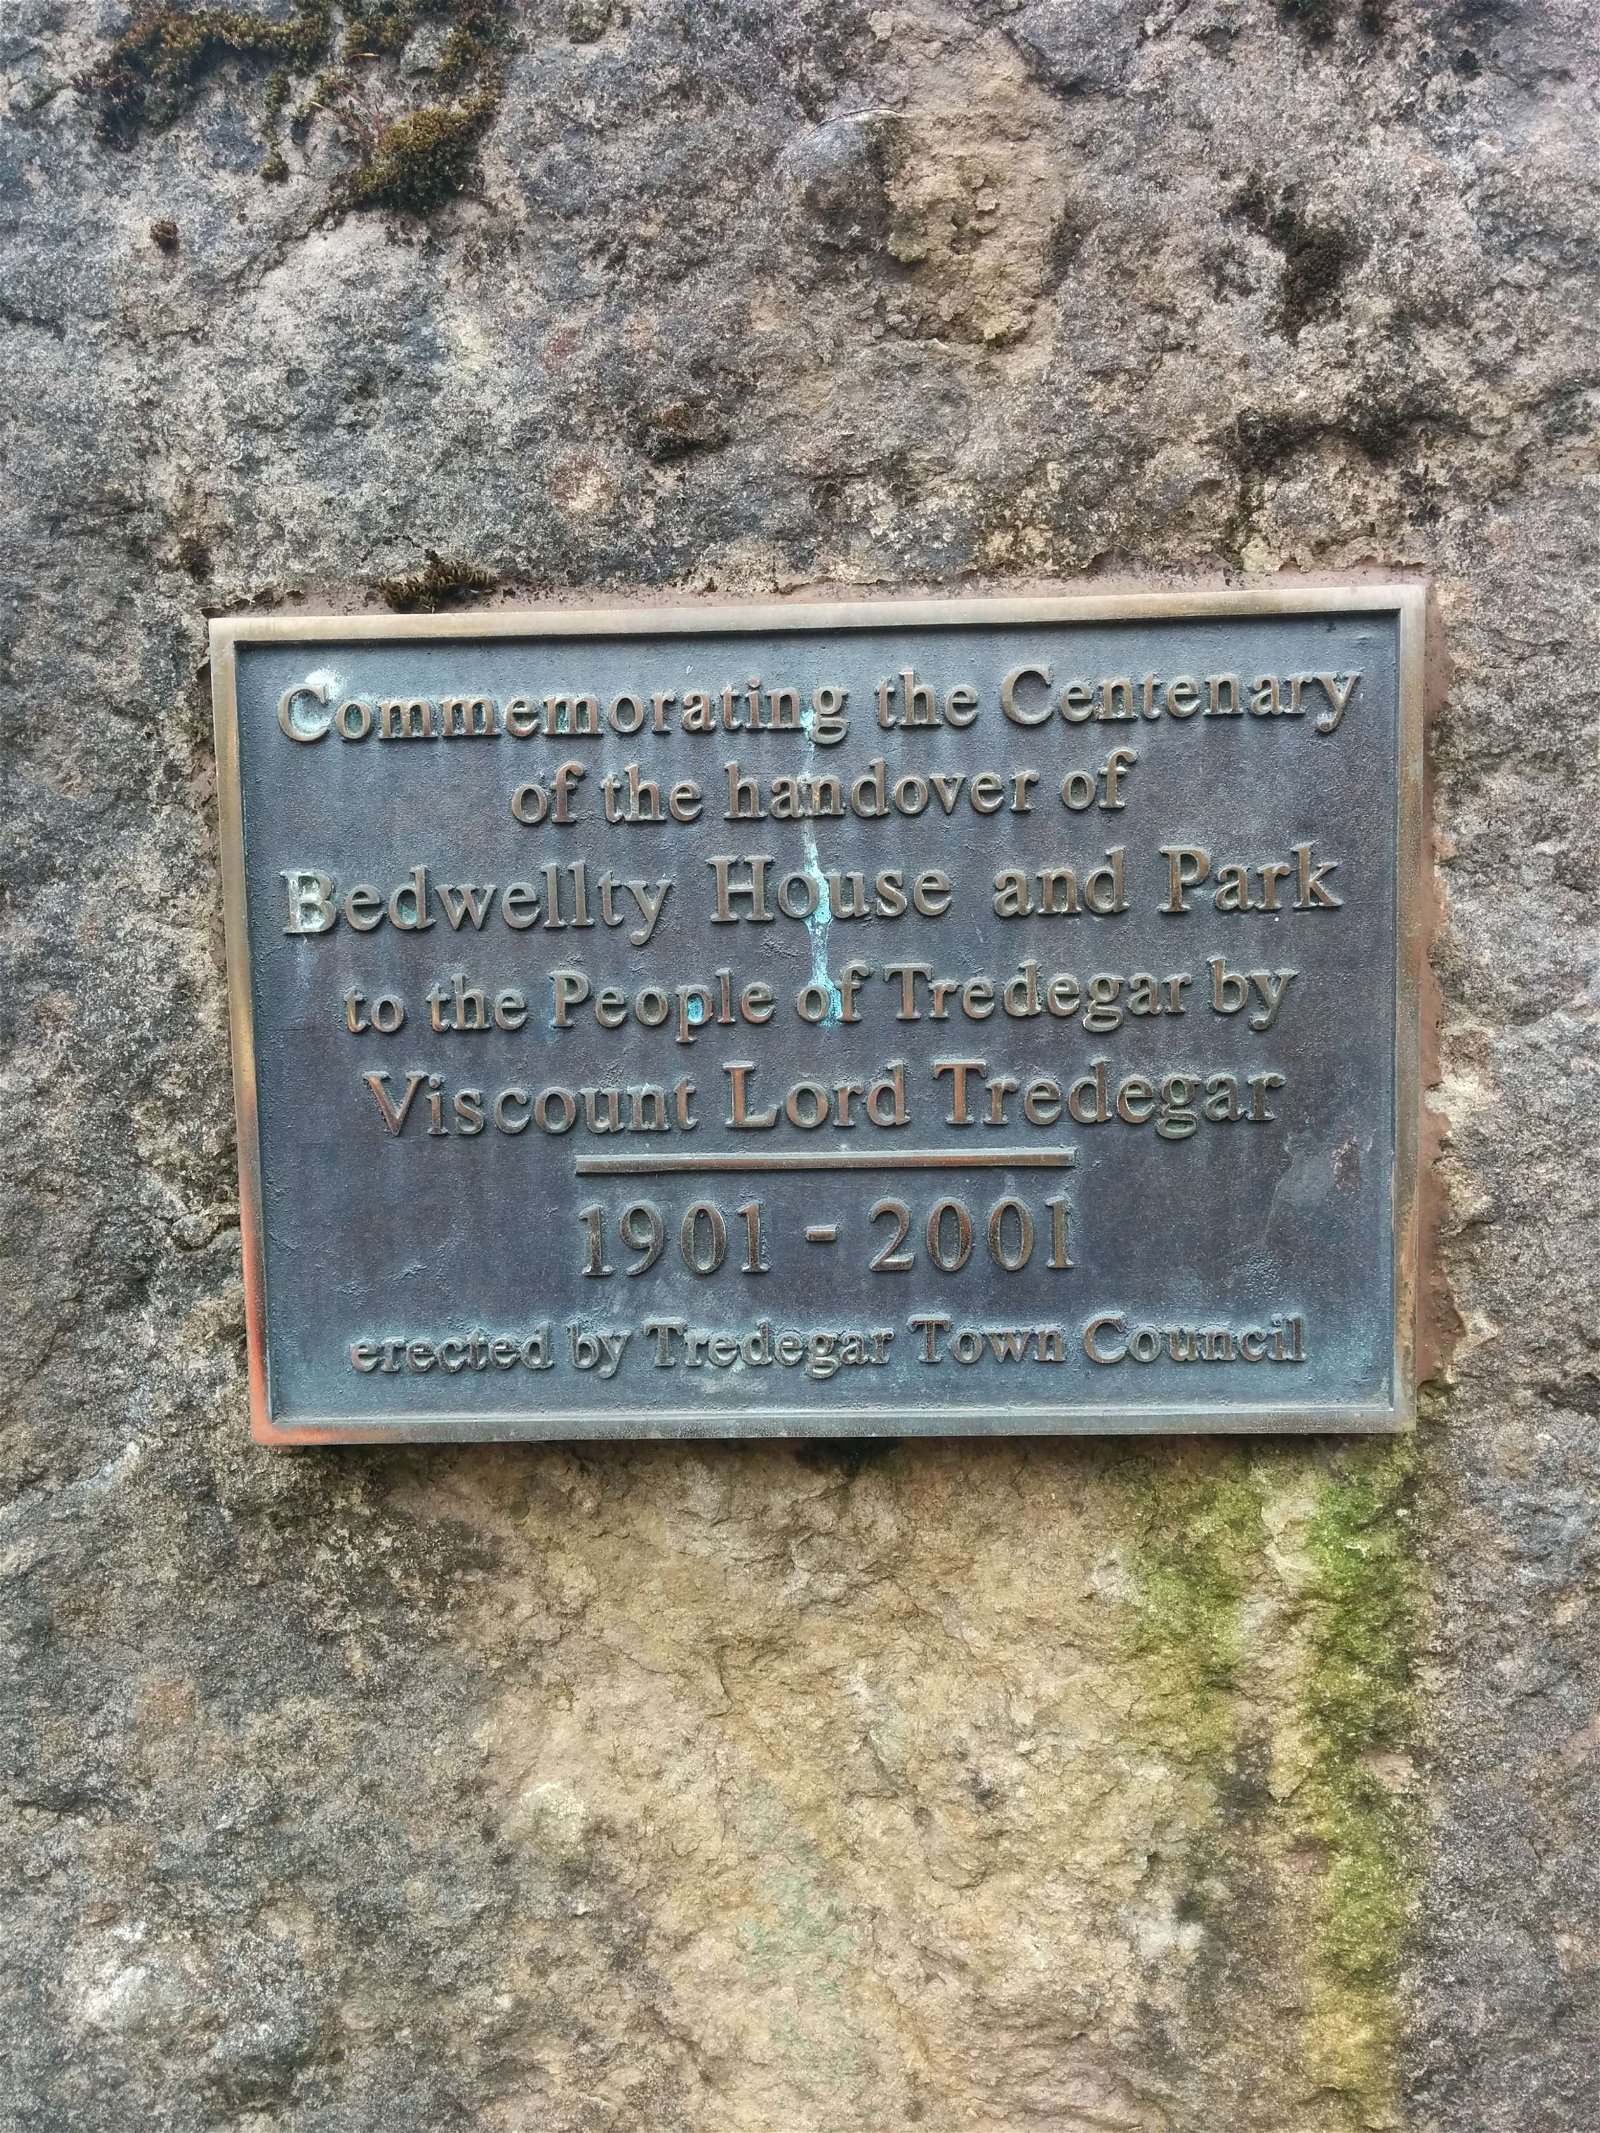 Commemorating the Centenary
of the handover of
Bedwellty House and Park
to the People of Tredegar by
Viscount Lord Tredegar
1901 - 2001
erected by Tredegar Town Council